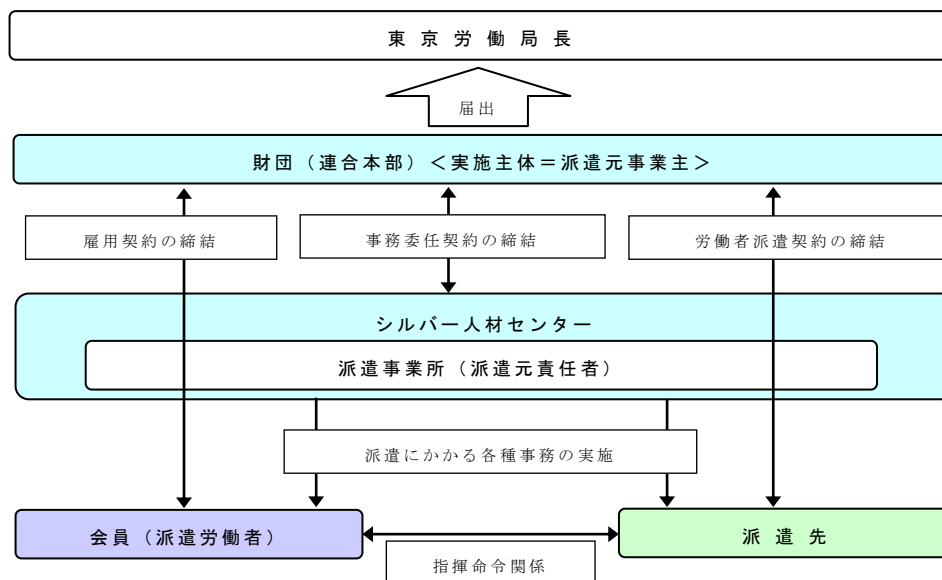 東京労働局長
届出
財団（連合本部）＜実施主体＝派遣元事業主＞
雇用契約の締結
事務委任契約の締結
労働者派遣契約の締結
シルバー人材センター
派遣事業所（派遣元責任者）
派遣にかかる各種事務の実施
会員（派遣労働者）
派遣先
指揮命令関係